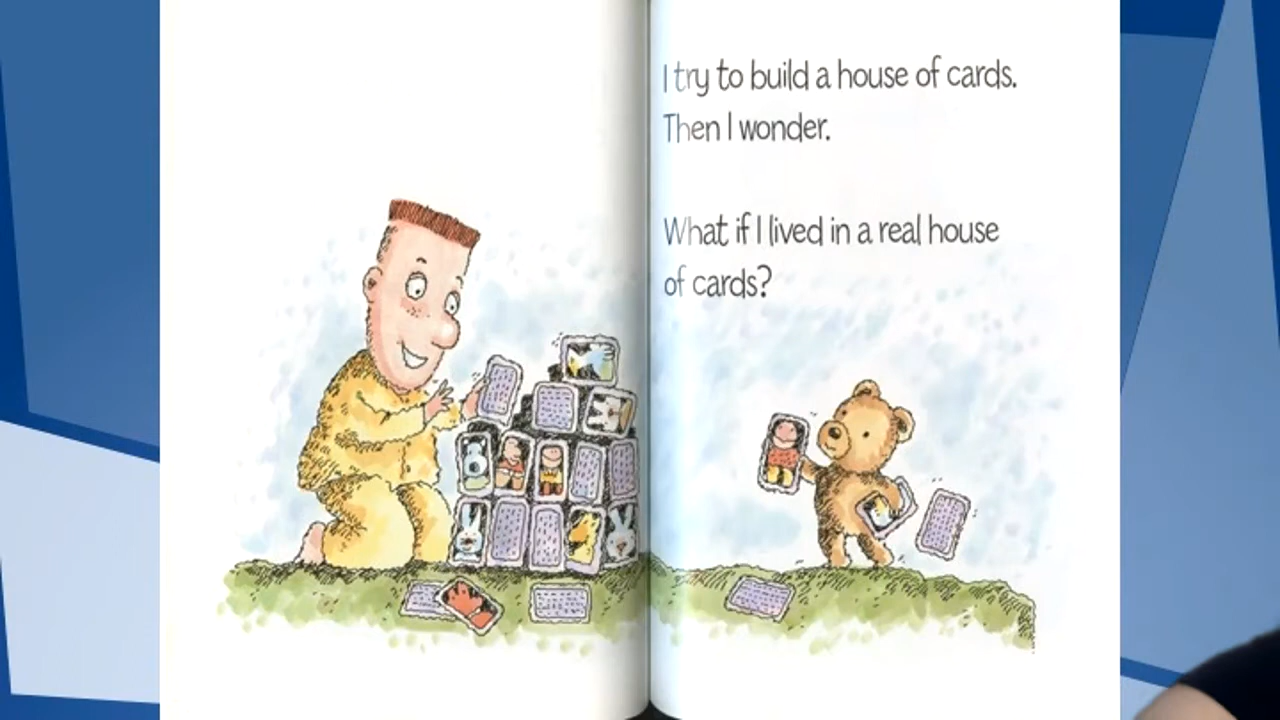 I try to build a house of cards.
Then I wonder.
What if I lived in a real house
of cards?